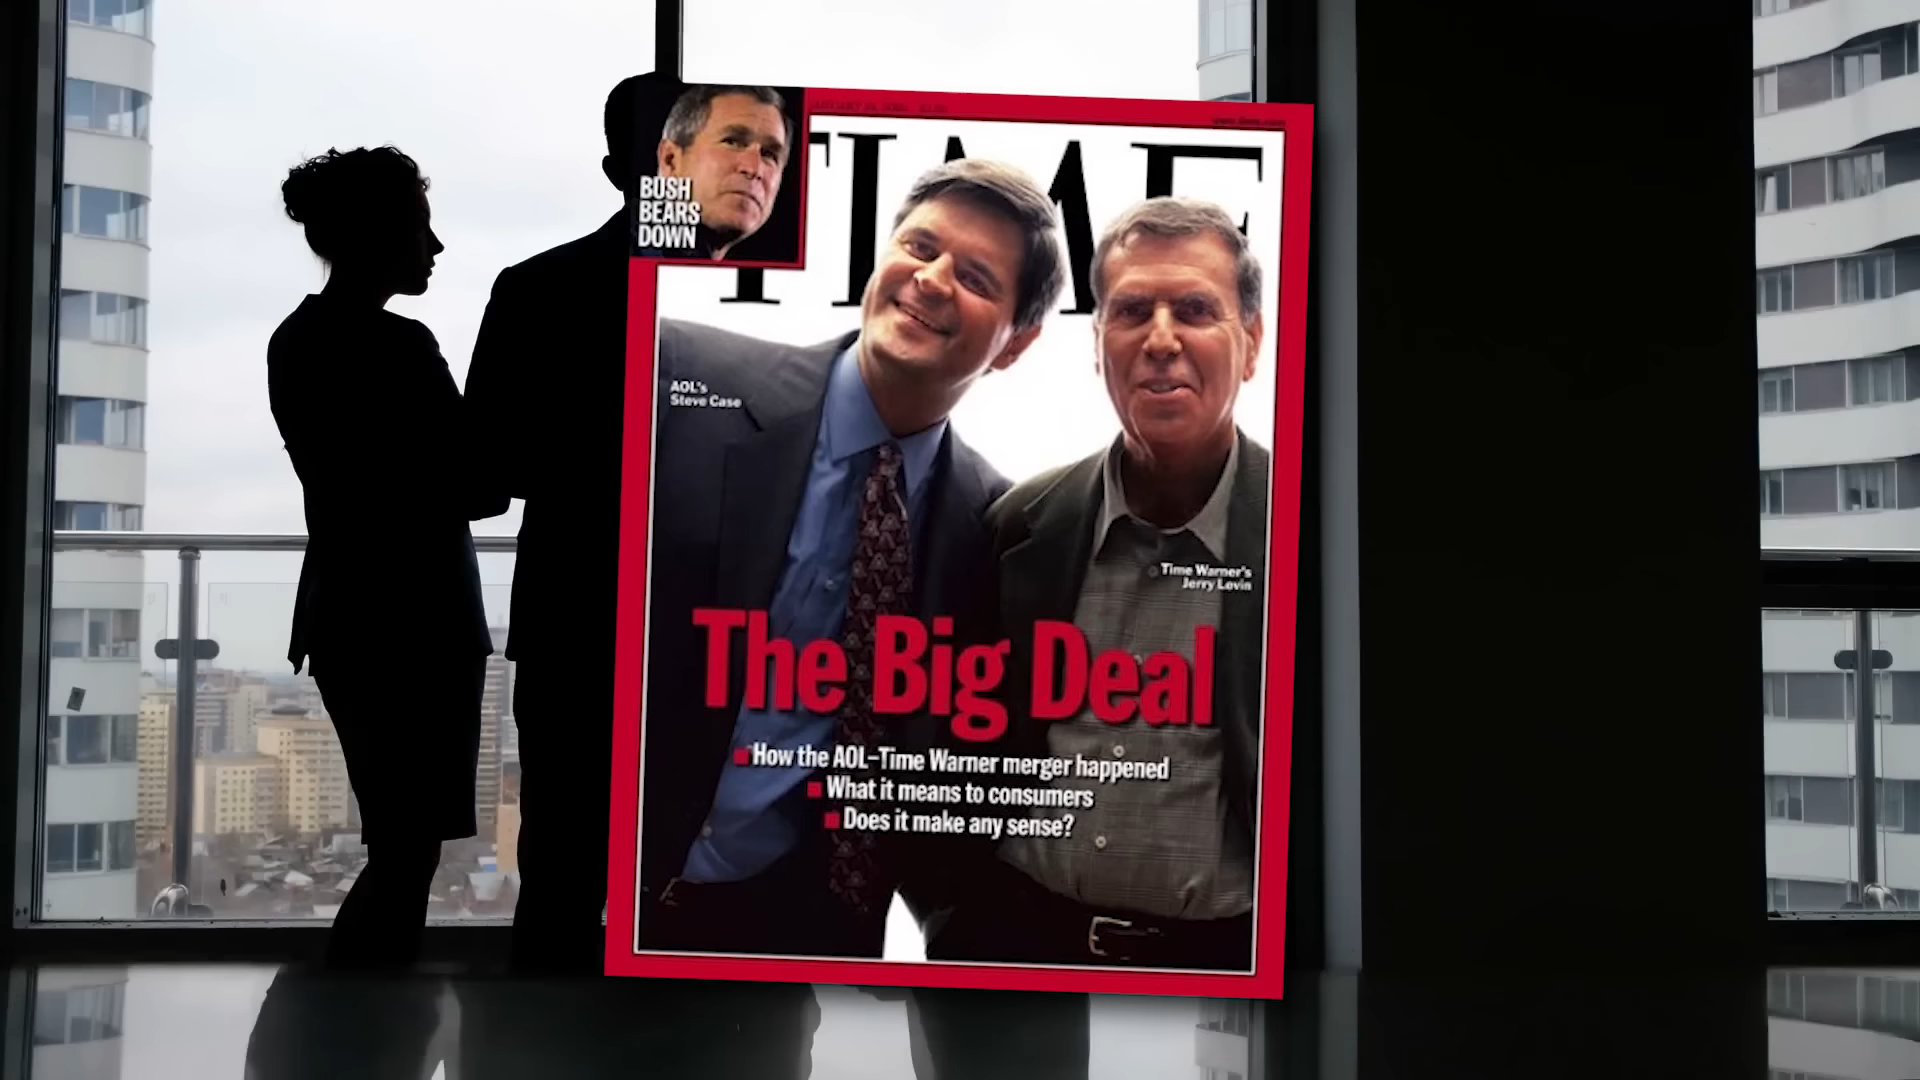 TIME
BUSH
BEARS
DOWN
AOL's
Steve Case
Time Warner's
Jerry Levin
The Big Deal
How the AOL–Time Warner merger happened
What it means to consumers
Does it make any sense?